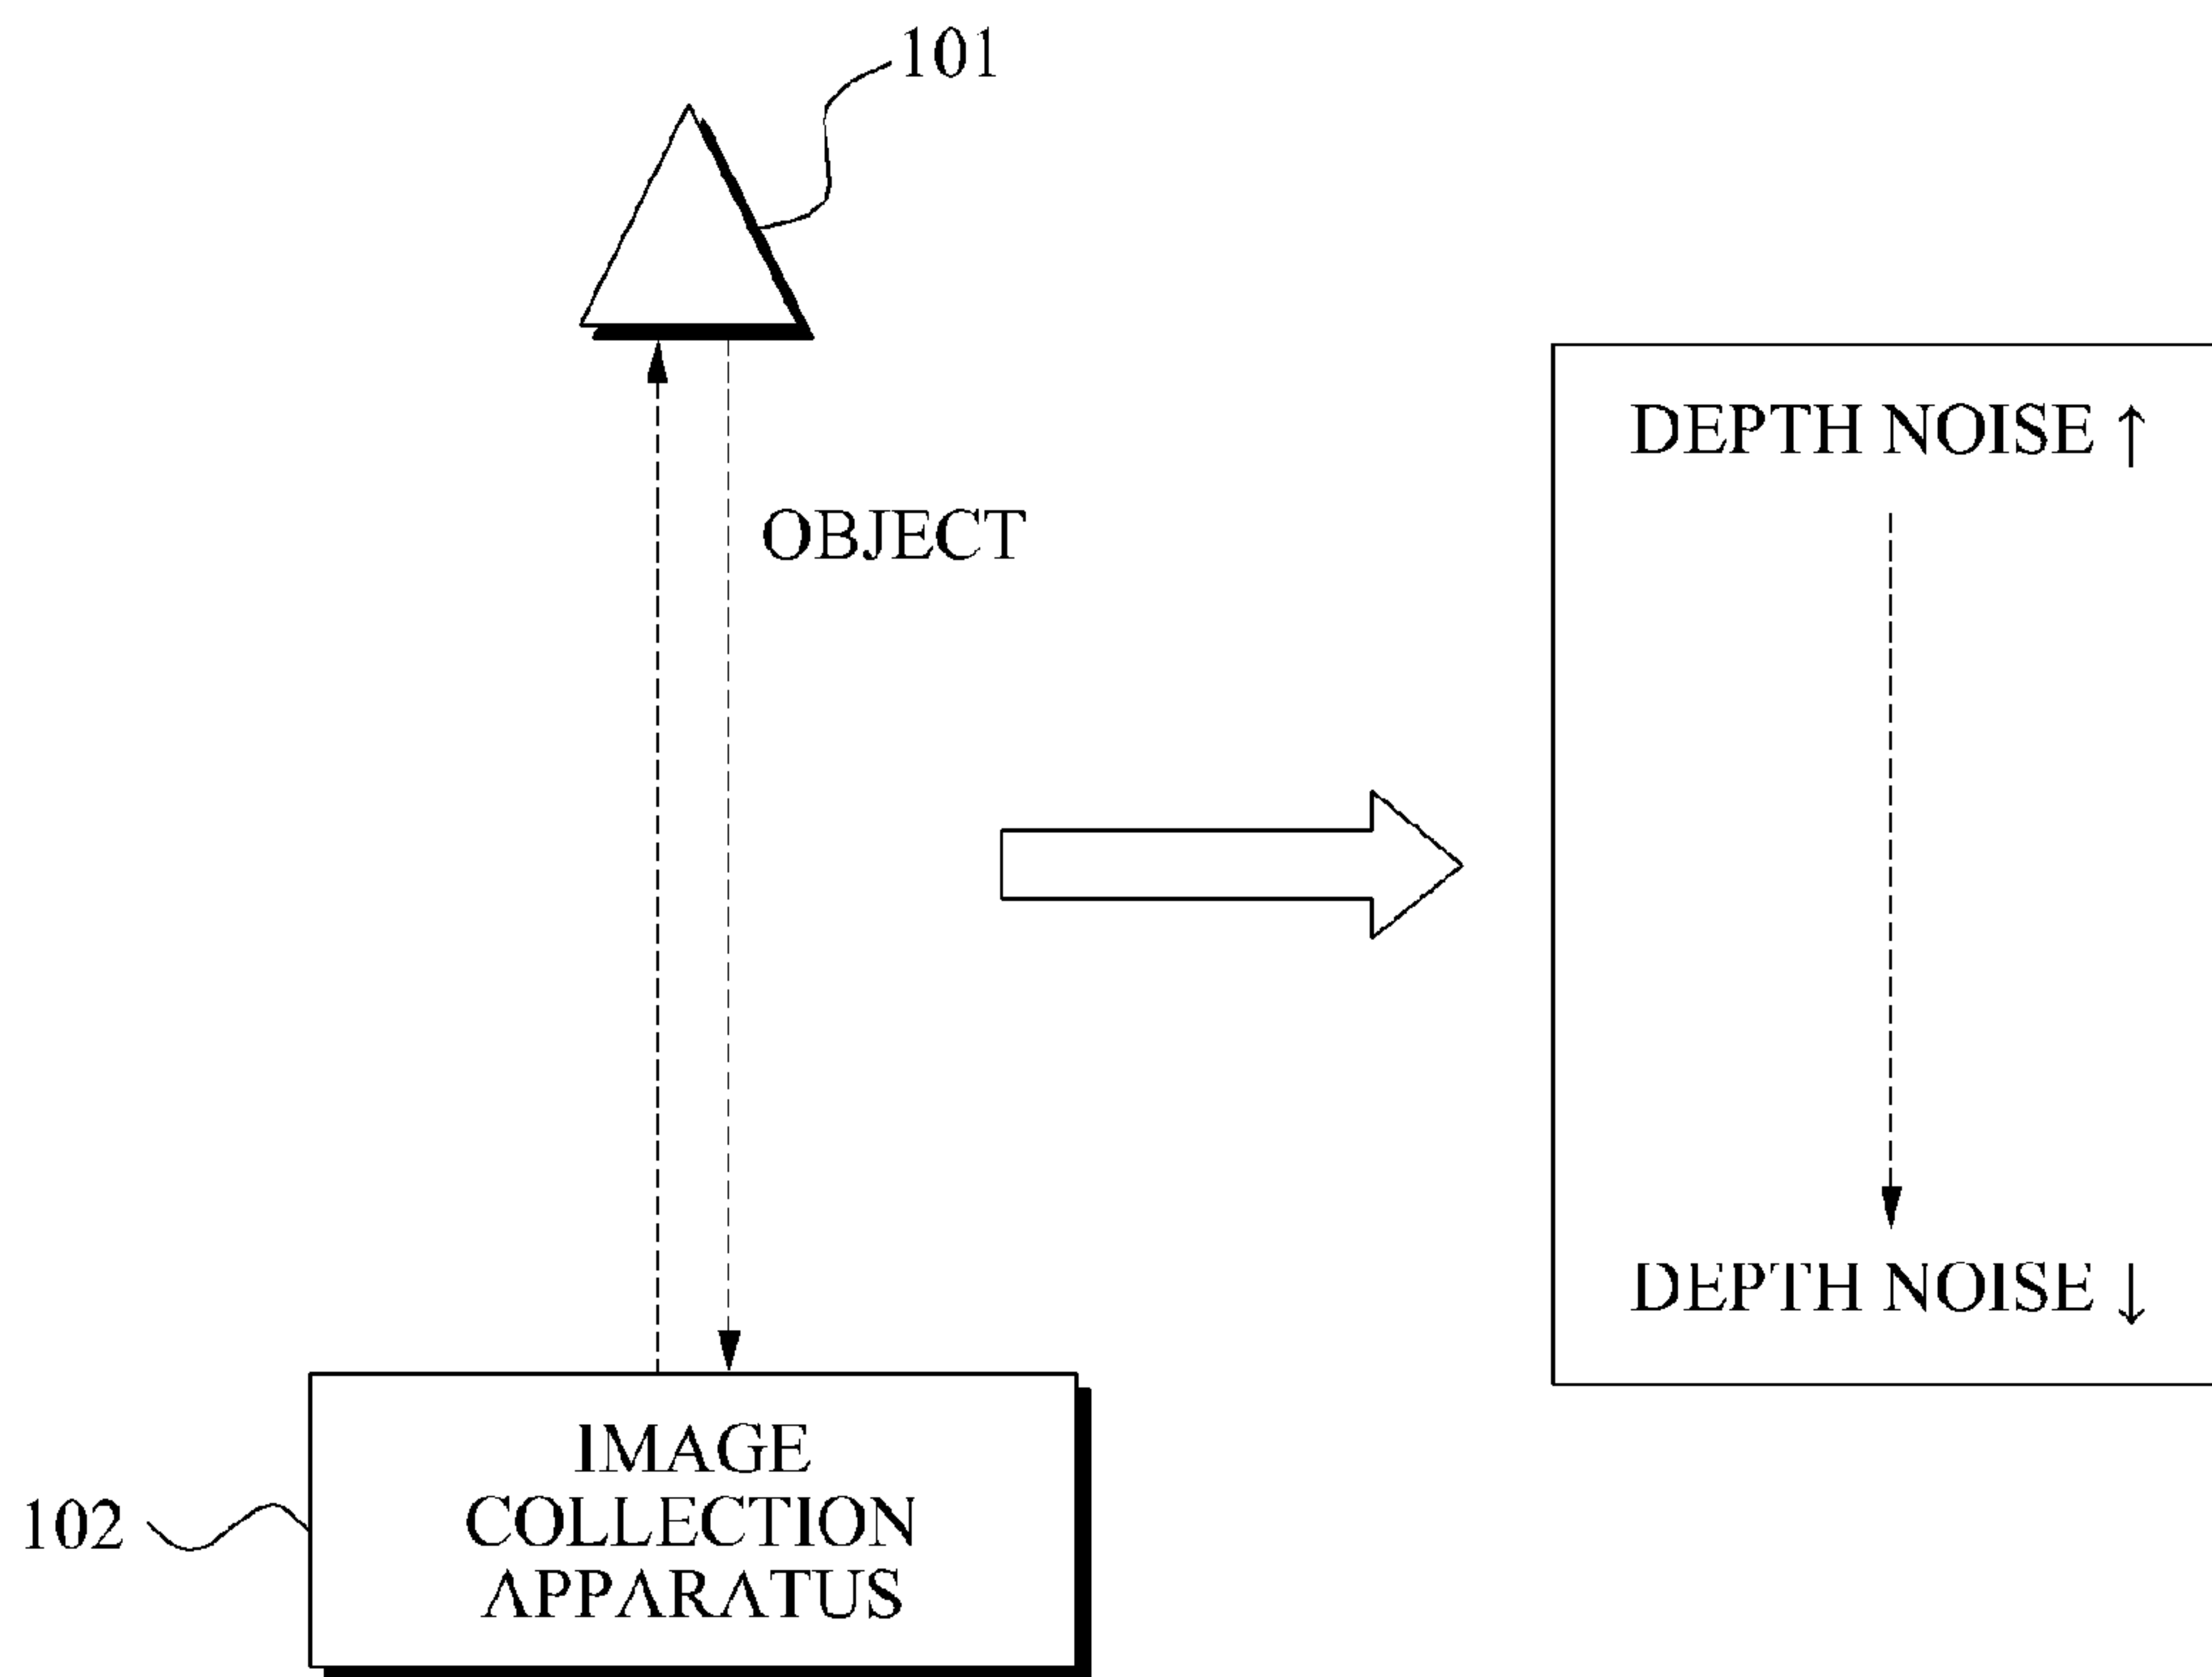 101
OBJECT
DEPTH NOISE ↑
DEPTH NOISE ↓
102
IMAGE
COLLECTION
APPARATUS